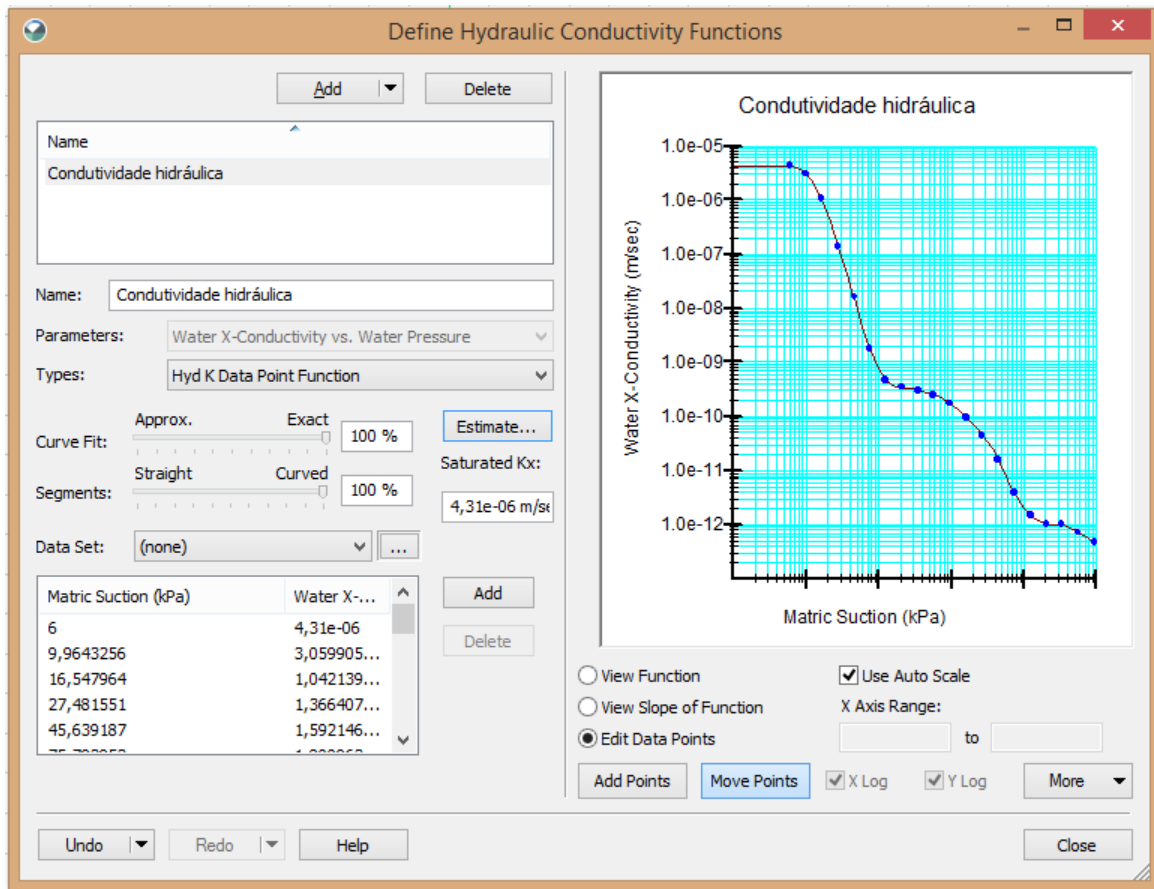 Define Hydraulic Conductivity Functions
Add
Delete
Name
Condutividade hidráulica
Name:
Condutividade hidráulica
Parameters:
Water X-Conductivity vs. Water Pressure
Types:
Hyd K Data Point Function
Curve Fit:
Approx.
Exact
100 %
Estimate...
Segments:
Straight
Curved
100 %
Saturated Kx:
4,31e-06 m/se
Data Set:
(none)
...
Matric Suction (kPa)
Water X-...
6
4,31e-06
9,9643256
3,059905...
16,547964
1,042139...
27,481551
1,366407...
45,639187
1,592146...
Add
Delete
Condutividade hidráulica
Water X-Conductivity (m/sec)
1.0e-05
1.0e-06
1.0e-07
1.0e-08
1.0e-09
1.0e-10
1.0e-11
1.0e-12
Matric Suction (kPa)
View Function
Use Auto Scale
View Slope of Function
X Axis Range:
Edit Data Points
to
Add Points
Move Points
X Log
Y Log
More
Undo
Redo
Help
Close